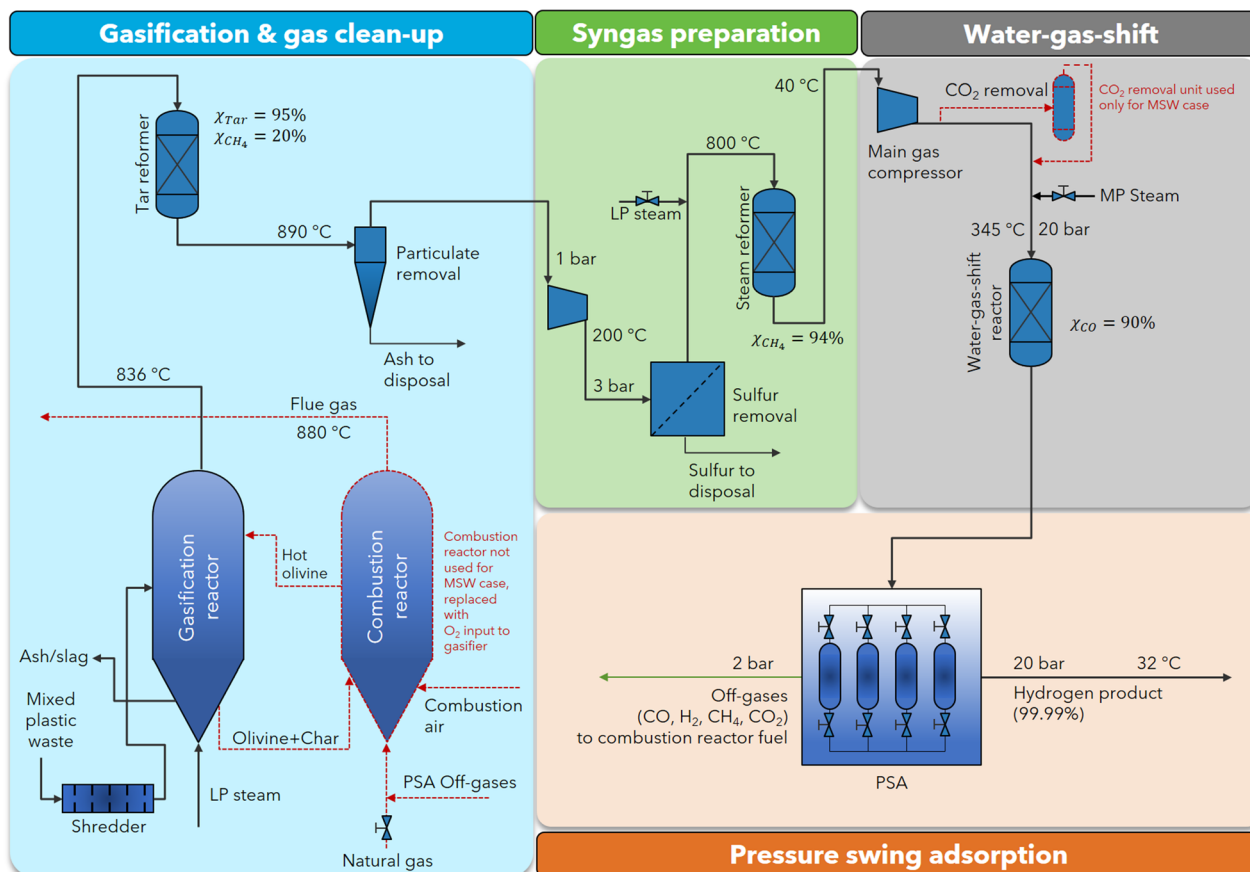 Gasification & gas clean-up
Syngas preparation
Water-gas-shift
Tar reformer
χ_Tar = 95%
χ_CH₄ = 20%
890 °C
Particulate
removal
Ash to
disposal
836 °C
Flue gas
880 °C
Gasification
reactor
Hot
olivine
Combustion
reactor
Combustion
reactor not
used for
MSW case,
replaced
with
O₂ input to
gasifier
Ash/slag
Mixed
plastic
waste
Shredder
LP steam
Olivine+Char
Combustion
air
PSA Off-gases
Natural gas
1 bar
200 °C
3 bar
Sulfur
removal
Sulfur to
disposal
LP steam
800 °C
Steam reformer
χ_CH₄ = 94%
40 °C
Main gas
compressor
CO₂ removal
CO₂ removal unit used
only for MSW case
MP Steam
345 °C
20 bar
Water-gas-shift
reactor
χ_CO = 90%
2 bar
Off-gases
(CO, H₂, CH₄, CO₂)
to combustion reactor fuel
PSA
20 bar
32 °C
Hydrogen product
(99.99%)
Pressure swing adsorption